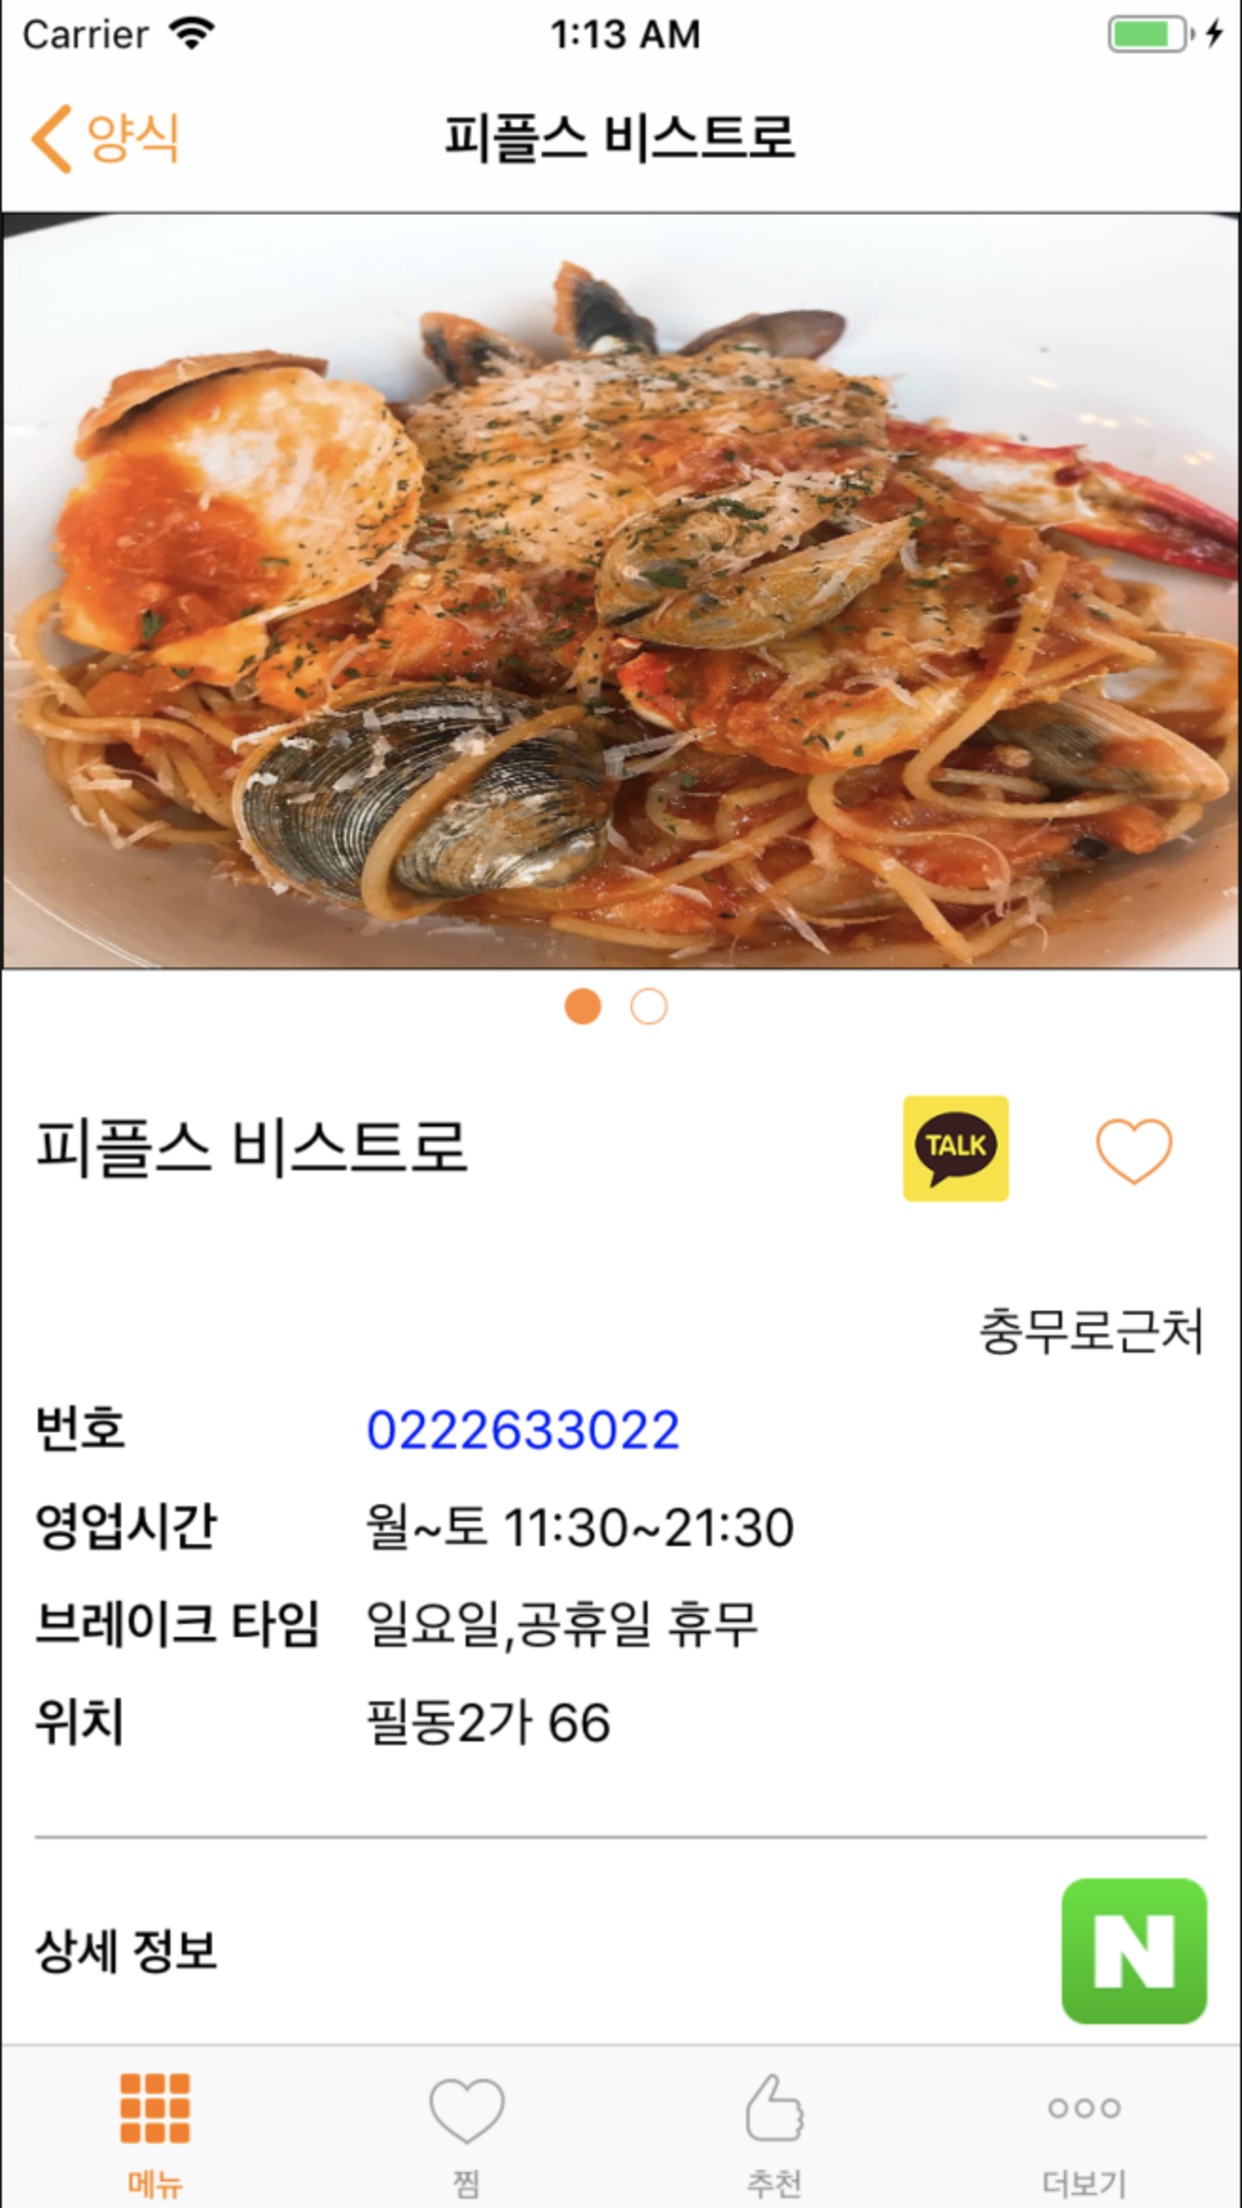 Carrier 1:13 AM
양식 피플스 비스트로
피플스 비스트로 TALK
충무로근처
번호 0222633022
영업시간 월~토 11:30~21:30
브레이크 타임 일요일,공휴일 휴무
위치 필동2가 66
상세 정보 N
메뉴 찜 추천 더보기